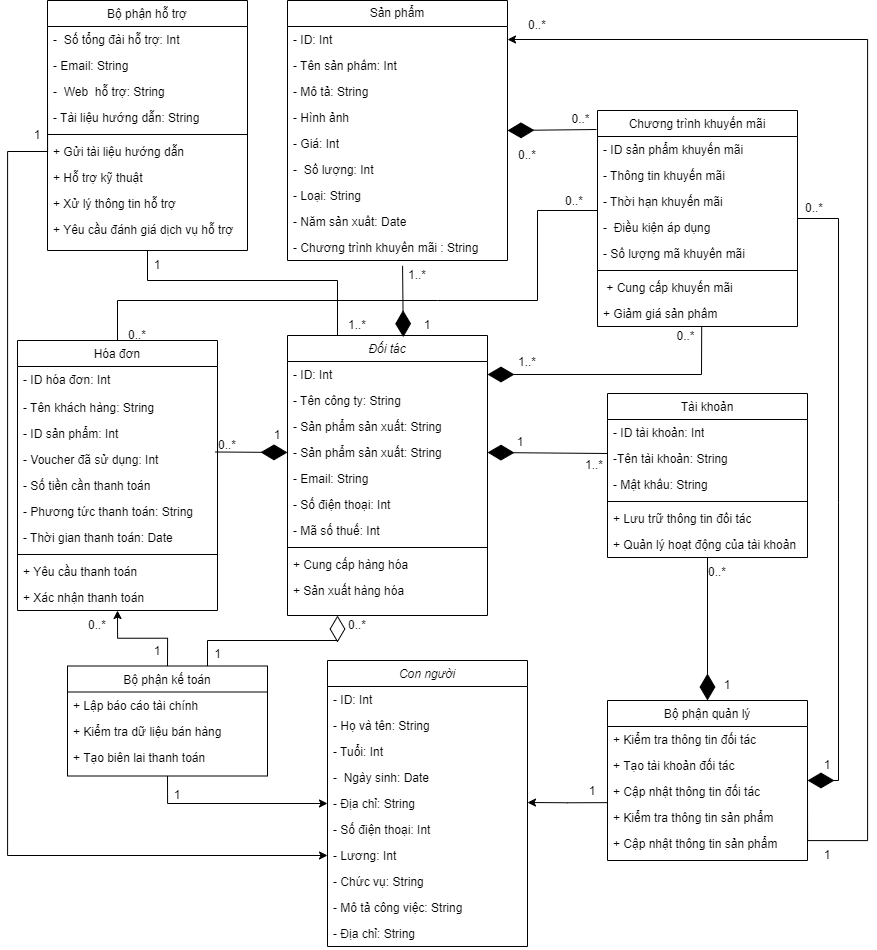 Bộ phận hỗ trợ
- Số tổng đài hỗ trợ: Int
- Email: String
- Web hỗ trợ: String
- Tài liệu hướng dẫn: String
+ Gửi tài liệu hướng dẫn
+ Hỗ trợ kỹ thuật
+ Xử lý thông tin hỗ trợ
+ Yêu cầu đánh giá dịch vụ hỗ trợ
1
1
1..*
Sản phẩm
- ID: Int
- Tên sản phẩm: Int
- Mô tả: String
- Hình ảnh
- Giá: Int
- Số lượng: Int
- Loại: String
- Năm sản xuất: Date
- Chương trình khuyến mãi : String
0..*
0..*
0..*
1..*
1
Chương trình khuyến mãi
- ID sản phẩm khuyến mãi
- Thông tin khuyến mãi
- Thời hạn khuyến mãi
- Điều kiện áp dụng
- Số lượng mã khuyến mãi
+ Cung cấp khuyến mãi
+ Giảm giá sản phẩm
0..*
0..*
0..*
1..*
Hóa đơn
- ID hóa đơn: Int
- Tên khách hàng: String
- ID sản phẩm: Int
- Voucher đã sử dụng: Int
- Số tiền cần thanh toán
- Phương tức thanh toán: String
- Thời gian thanh toán: Date
+ Yêu cầu thanh toán
+ Xác nhận thanh toán
0..*
0..*
1
Đối tác
- ID: Int
- Tên công ty: String
- Sản phẩm sản xuất: String
- Sản phẩm sản xuất: String
- Email: String
- Số điện thoại: Int
- Mã số thuế: Int
+ Cung cấp hàng hóa
+ Sản xuất hàng hóa
1
1..*
Tài khoản
- ID tài khoản: Int
-Tên tài khoản: String
- Mật khẩu: String
+ Lưu trữ thông tin đối tác
+ Quản lý hoạt động của tài khoản
0..*
1
0..*
0..*
1
1
Bộ phận kế toán
+ Lập báo cáo tài chính
+ Kiểm tra dữ liệu bán hàng
+ Tạo biên lai thanh toán
1
Con người
- ID: Int
- Họ và tên: String
- Tuổi: Int
- Ngày sinh: Date
- Địa chỉ: String
- Số điện thoại: Int
- Lương: Int
- Chức vụ: String
- Mô tả công việc: String
- Địa chỉ: String
1
Bộ phận quản lý
+ Kiểm tra thông tin đối tác
+ Tạo tài khoản đối tác
+ Cập nhật thông tin đối tác
+ Kiểm tra thông tin sản phẩm
+ Cập nhật thông tin sản phẩm
1
1